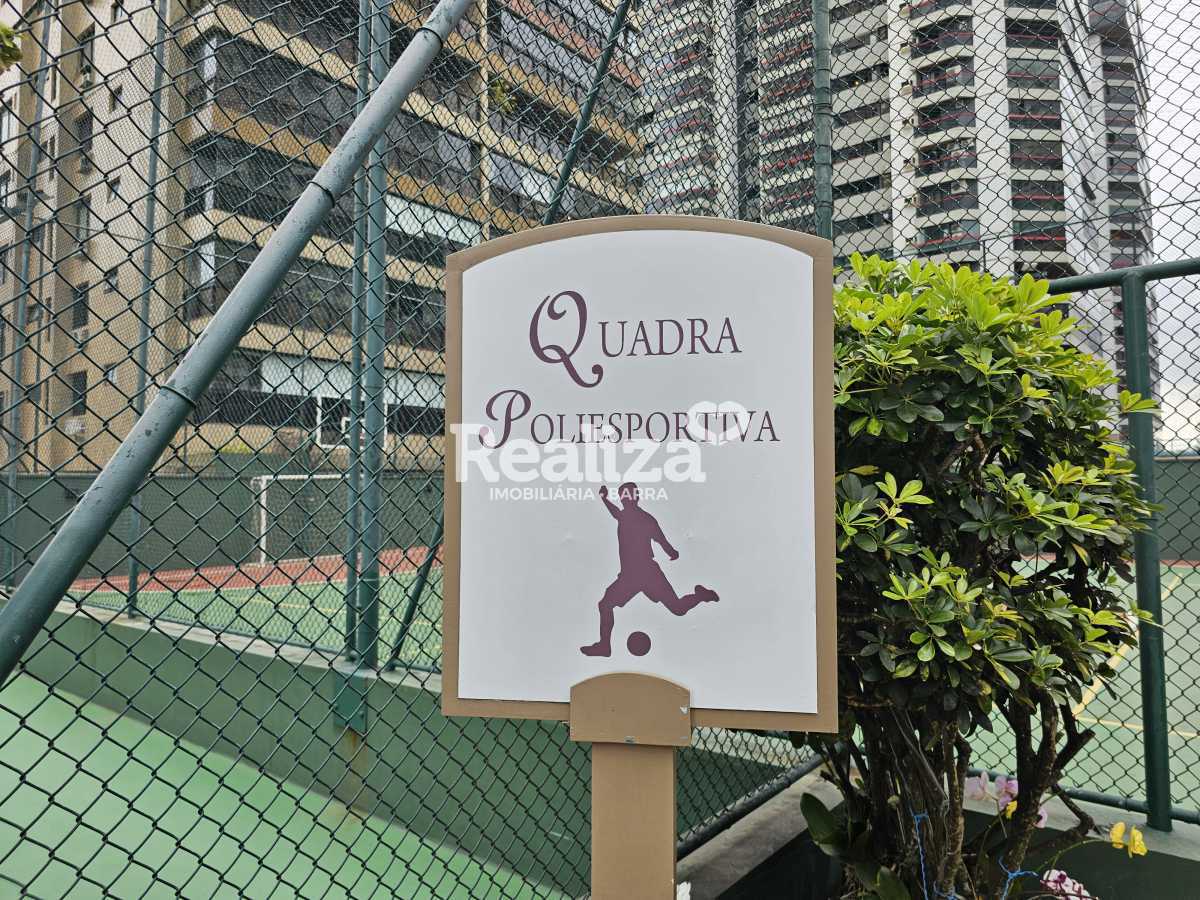 QUADRA
POLIESPORTIVA
Realiza
IMOBILIÁRIA BARRA